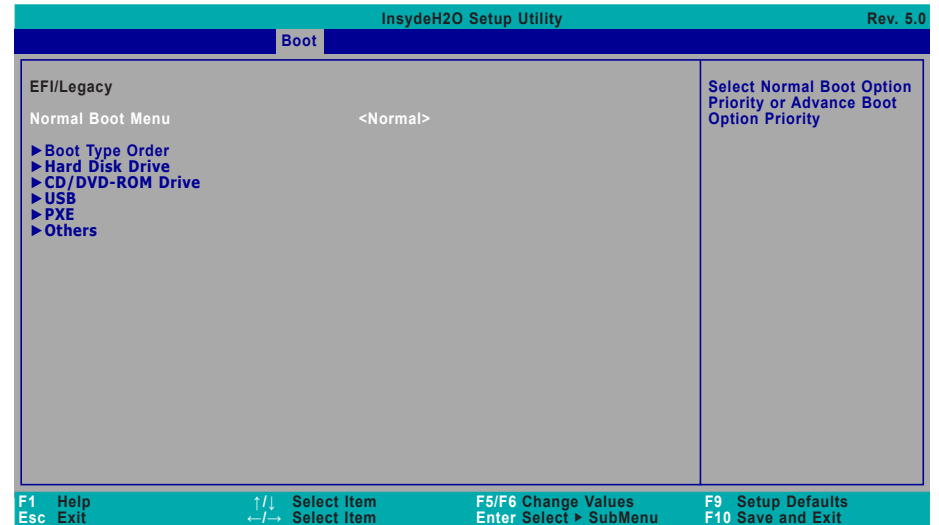 InsydeH2O Setup Utility Rev. 5.0
Boot
EFI/Legacy
Normal Boot Menu <Normal>
►Boot Type Order
►Hard Disk Drive
►CD/DVD-ROM Drive
►USB
►PXE
►Others
Select Normal Boot Option
Priority or Advance Boot
Option Priority
F1 Help ↑/↓ Select Item F5/F6 Change Values F9 Setup Defaults
Esc Exit ←/→ Select Item Enter Select ► SubMenu F10 Save and Exit